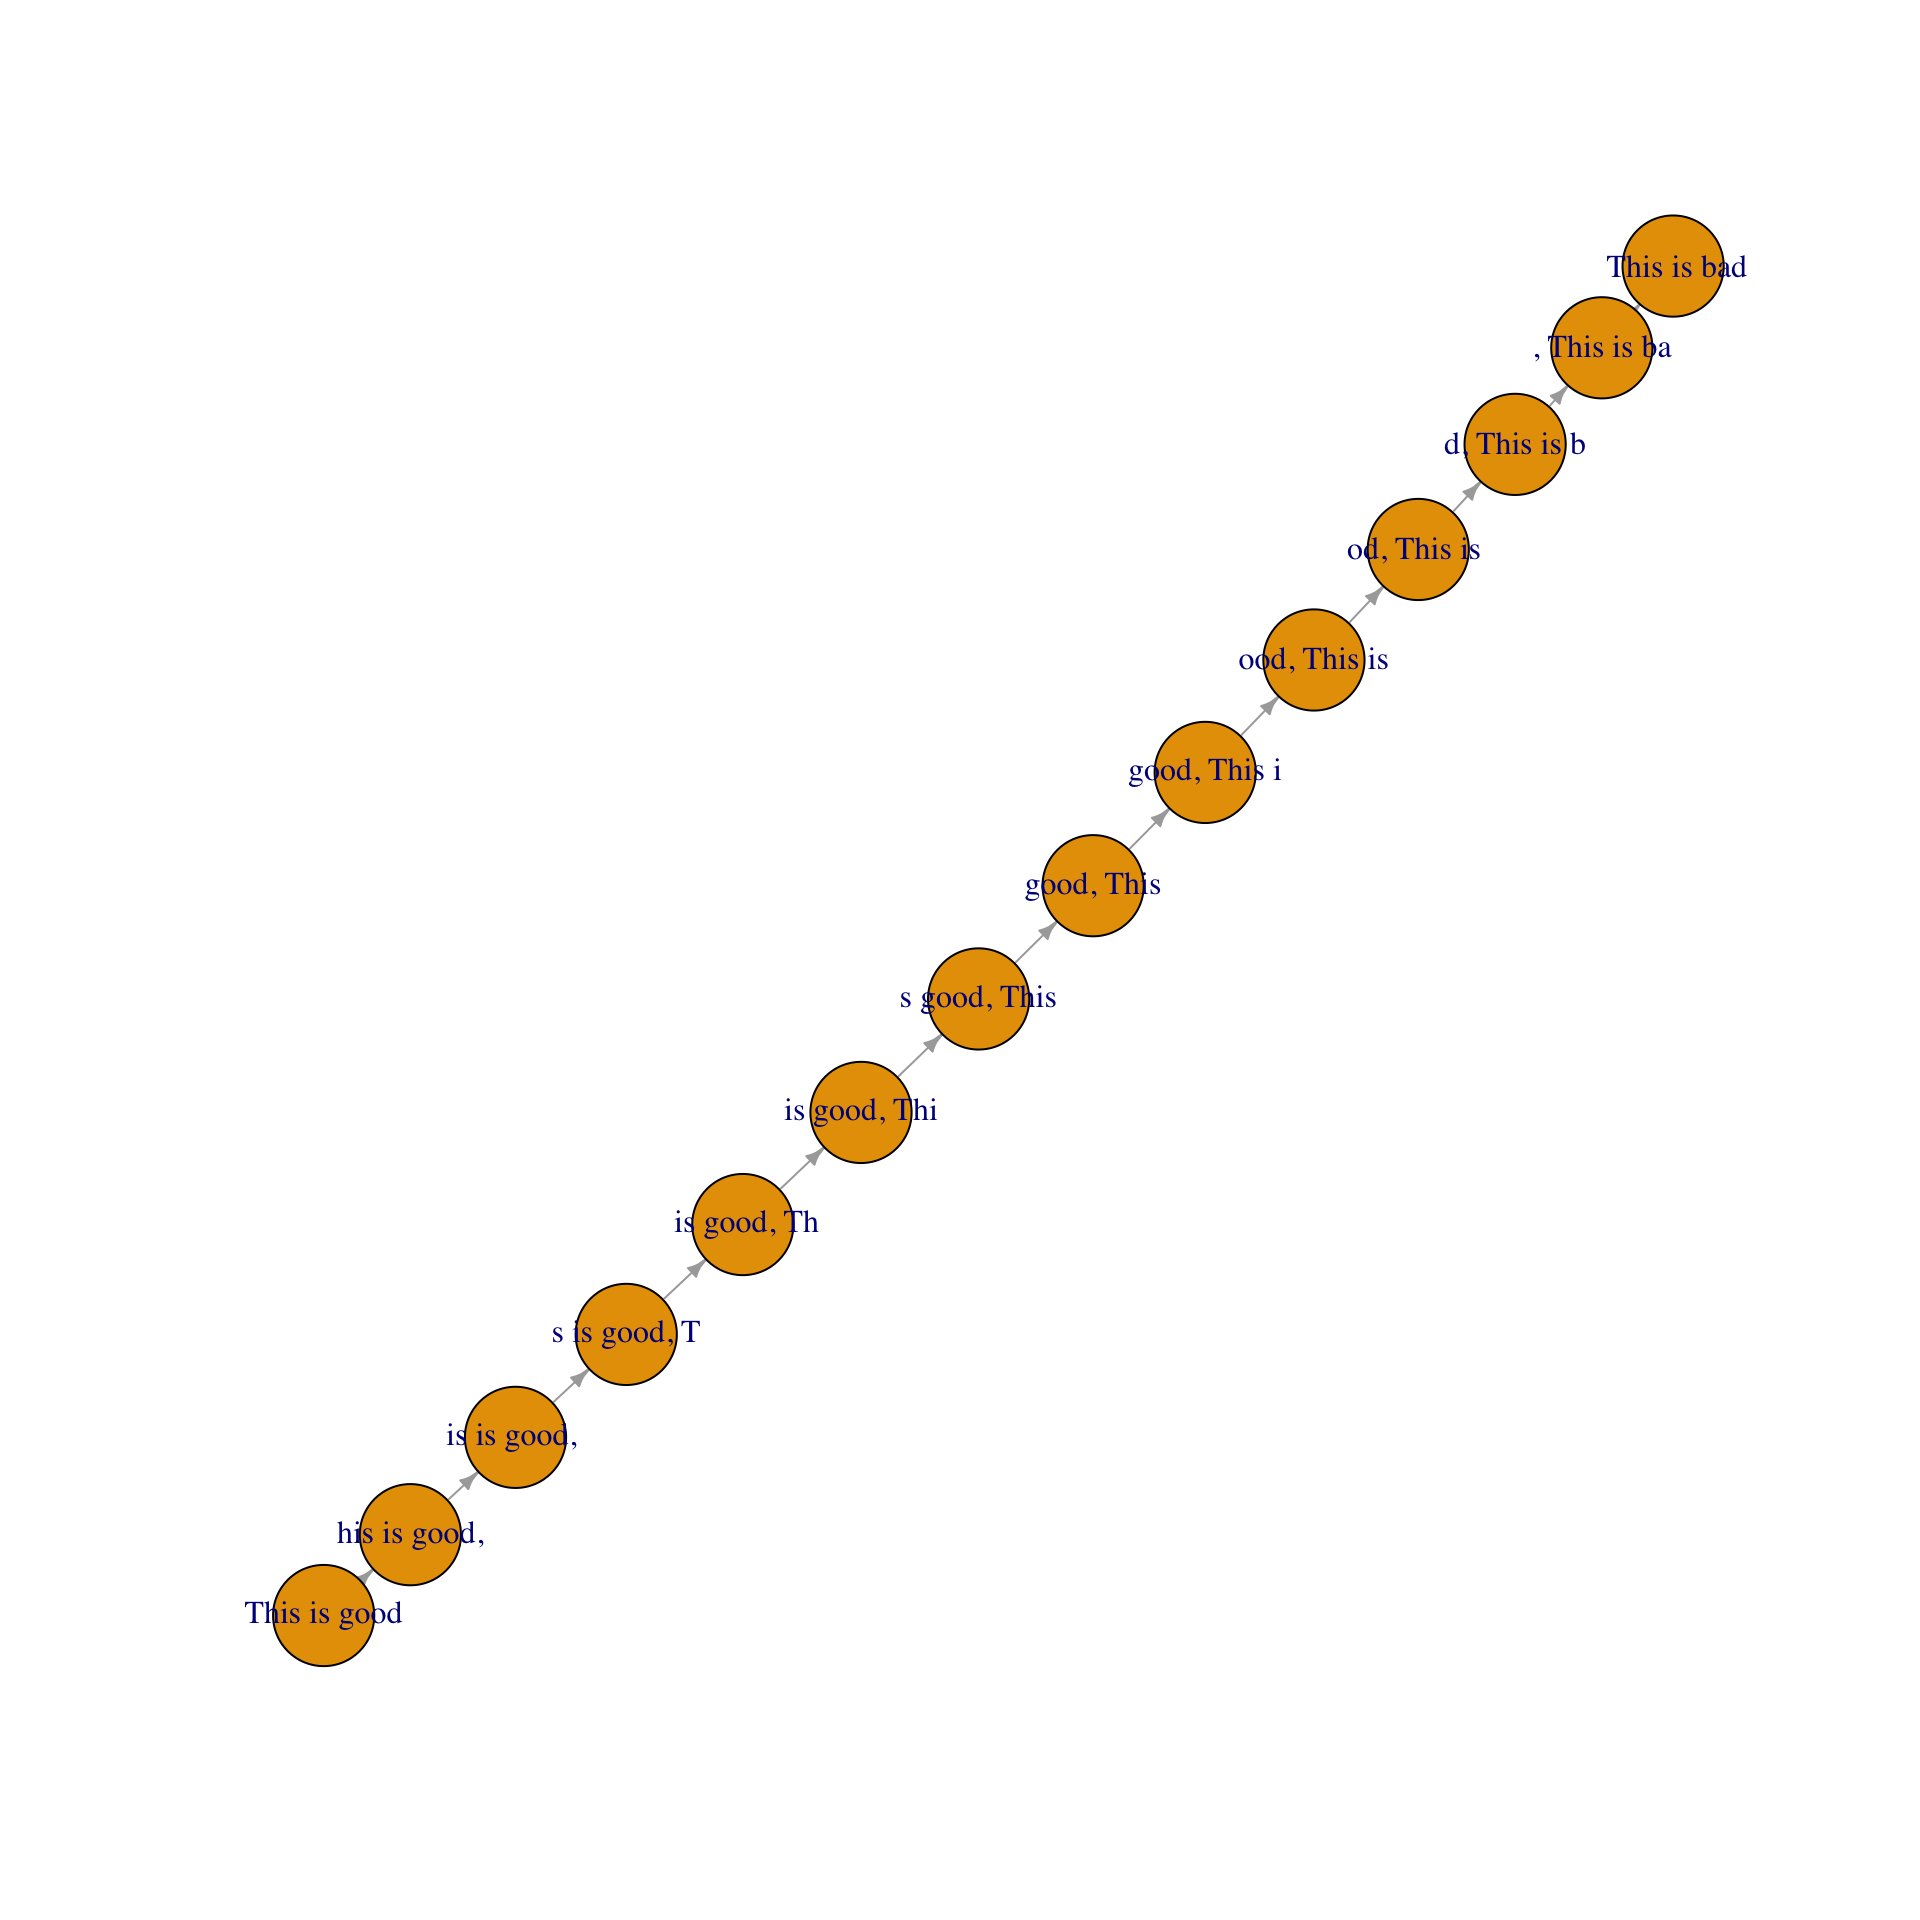 This is bad
, This is ba
d, This is b
od, This is
ood, This is
good, This i
good, This
s good, This
is good, Thi
is good, Th
s is good, T
is is good,
his is good,
This is good